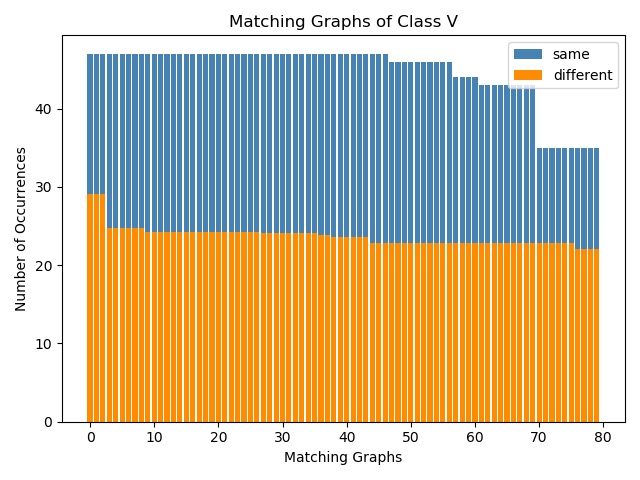 Matching Graphs of Class V
same
different
Number of Occurrences
40
30
20
10
0
0 10 20 30 40 50 60 70 80
Matching Graphs